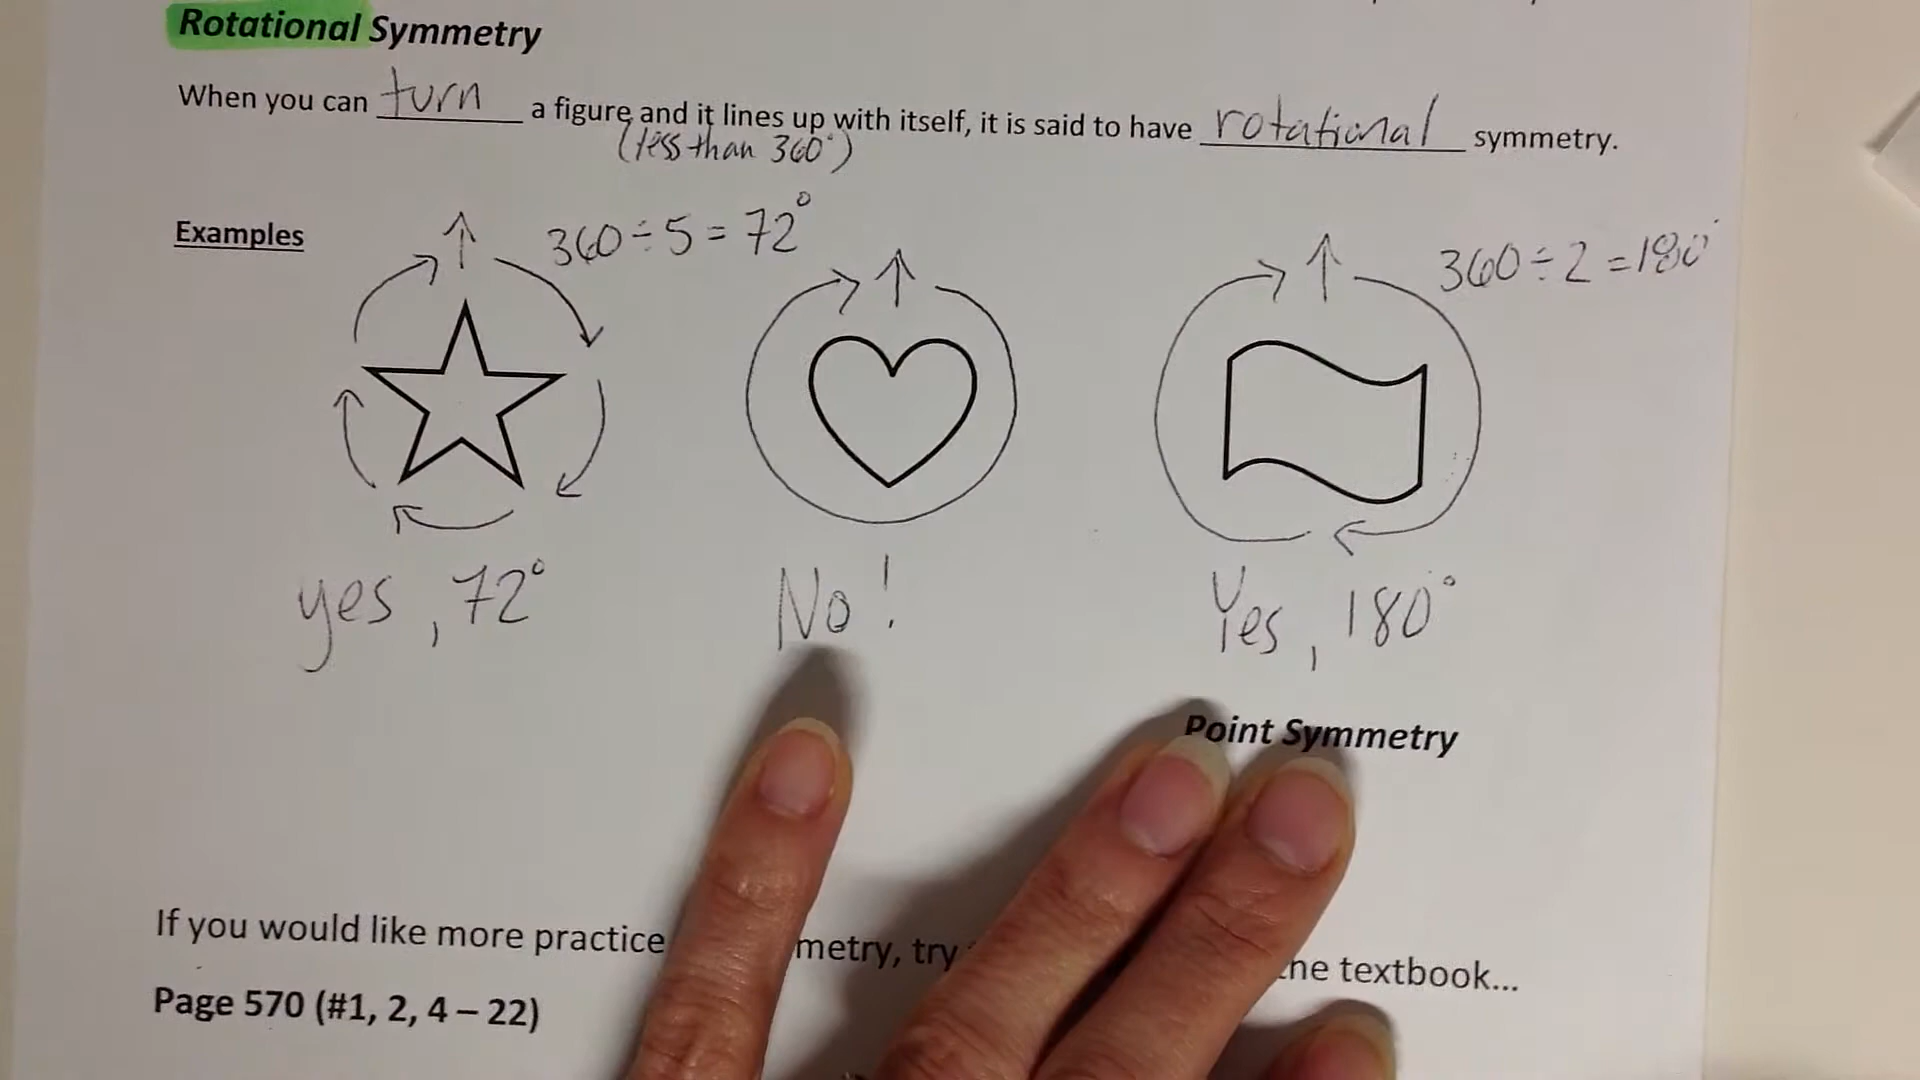 Rotational Symmetry
When you can turn a figure and it lines up with itself, it is said to have rotational symmetry.
(less than 360°)
Examples
360 ÷ 5 = 72°
360 ÷ 2 = 180°
yes, 72°
No!
Yes, 180°
Point Symmetry
If you would like more practice metry, try he textbook...
Page 570 (#1, 2, 4 – 22)